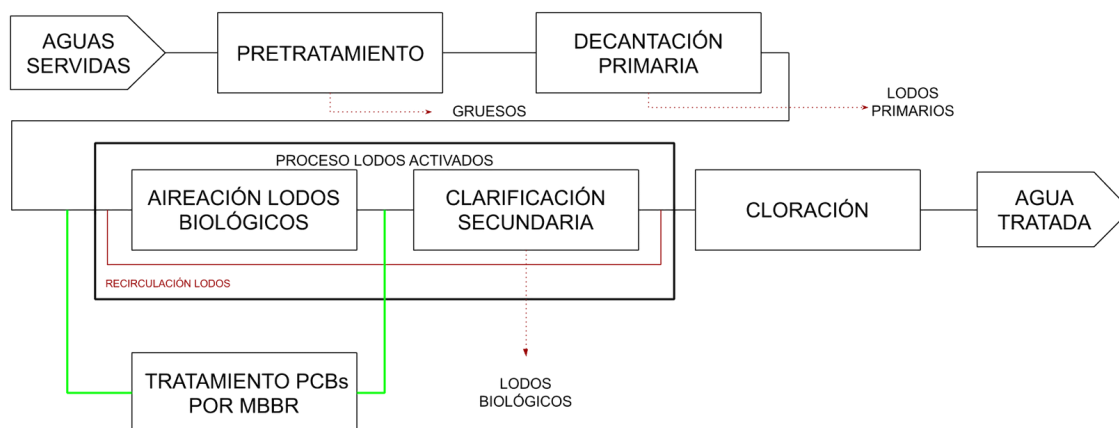 AGUAS
SERVIDAS
PRETRATAMIENTO
DECANTACIÓN
PRIMARIA
GRUESOS
LODOS
PRIMARIOS
PROCESO LODOS ACTIVADOS
AIREACIÓN LODOS
BIOLÓGICOS
CLARIFICACIÓN
SECUNDARIA
CLORACIÓN
AGUA
TRATADA
RECIRCULACIÓN LODOS
TRATAMIENTO PCBs
POR MBBR
LODOS
BIOLÓGICOS